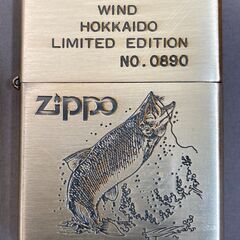 WIND
HOKKAIDO
LIMITED EDITION
NO.0890
Zippo